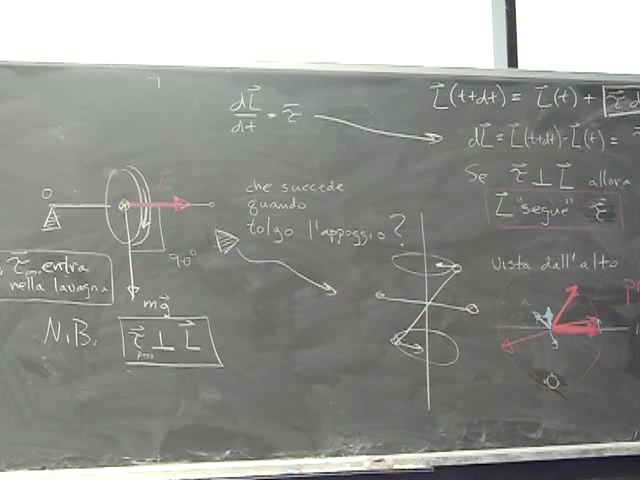 dL⃗/dt = τ⃗
L⃗(t+dt) = L⃗(t) + τ⃗ d
dL⃗ = L⃗(t+dt) - L⃗(t) =
Se τ⃗ ⊥ L⃗ allora
L⃗ "segue" τ⃗
O
L⃗
90°
mg⃗
τ⃗ entra
nella lavagna
N.B. τ⃗ ⊥ L⃗
che succede
quando
tolgo l'appoggio?
Vista dall'alto
O